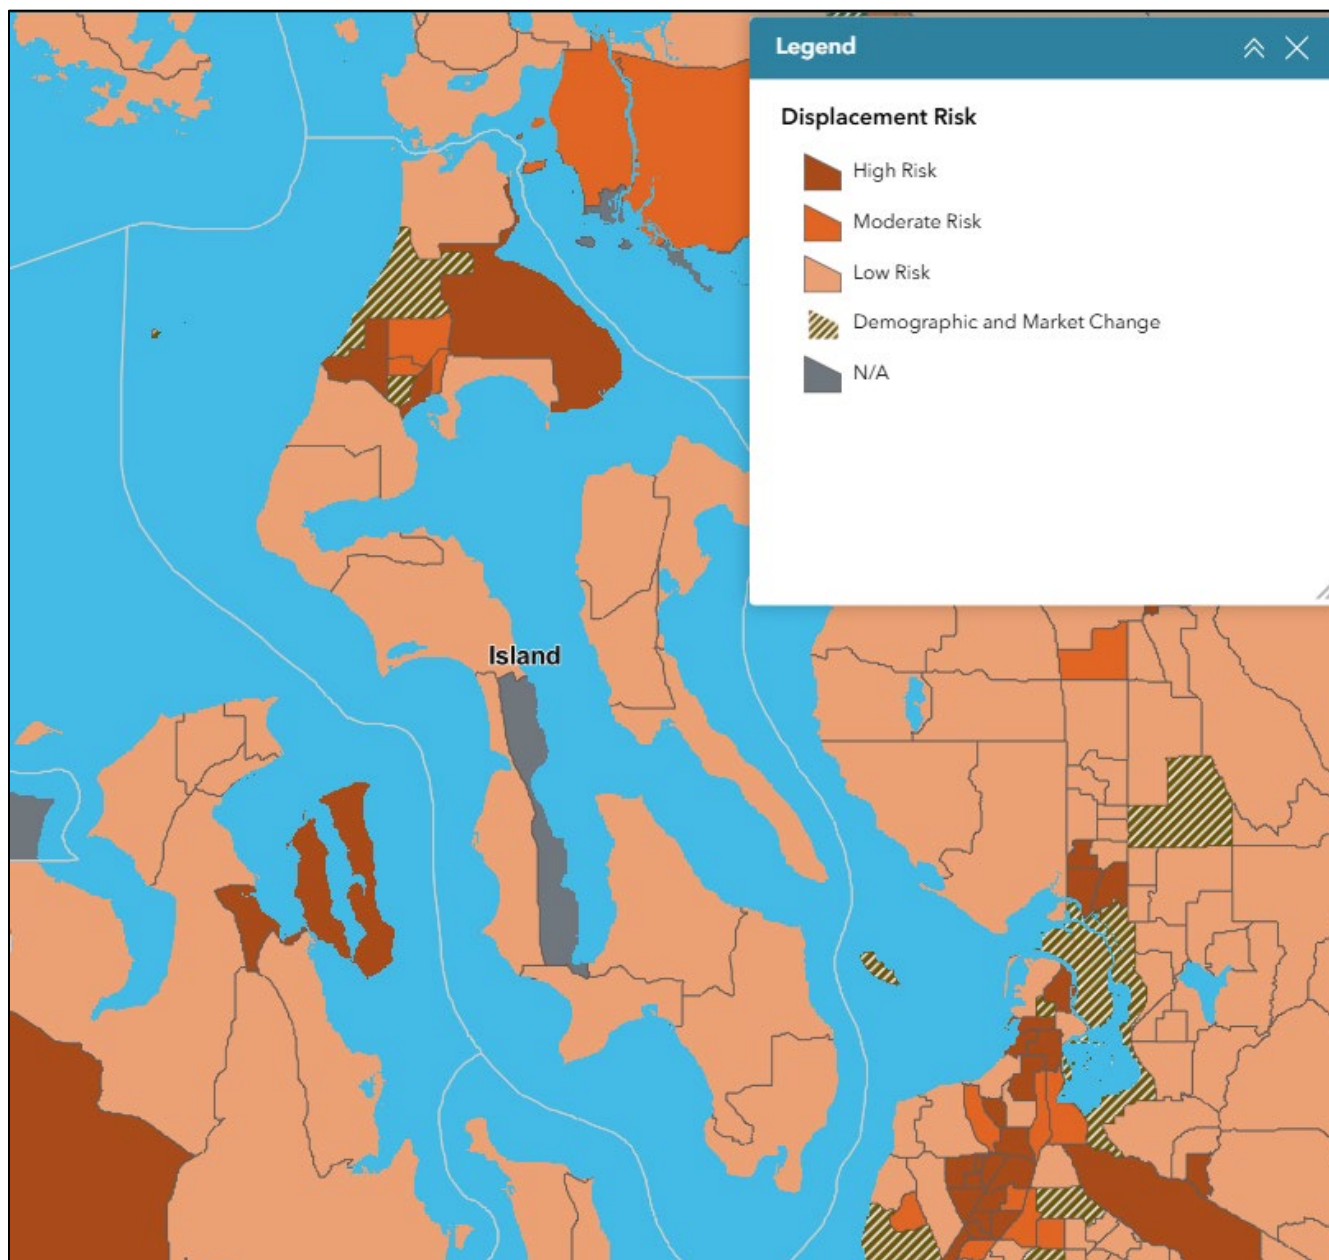 Legend
Displacement Risk
High Risk
Moderate Risk
Low Risk
Demographic and Market Change
N/A
Island